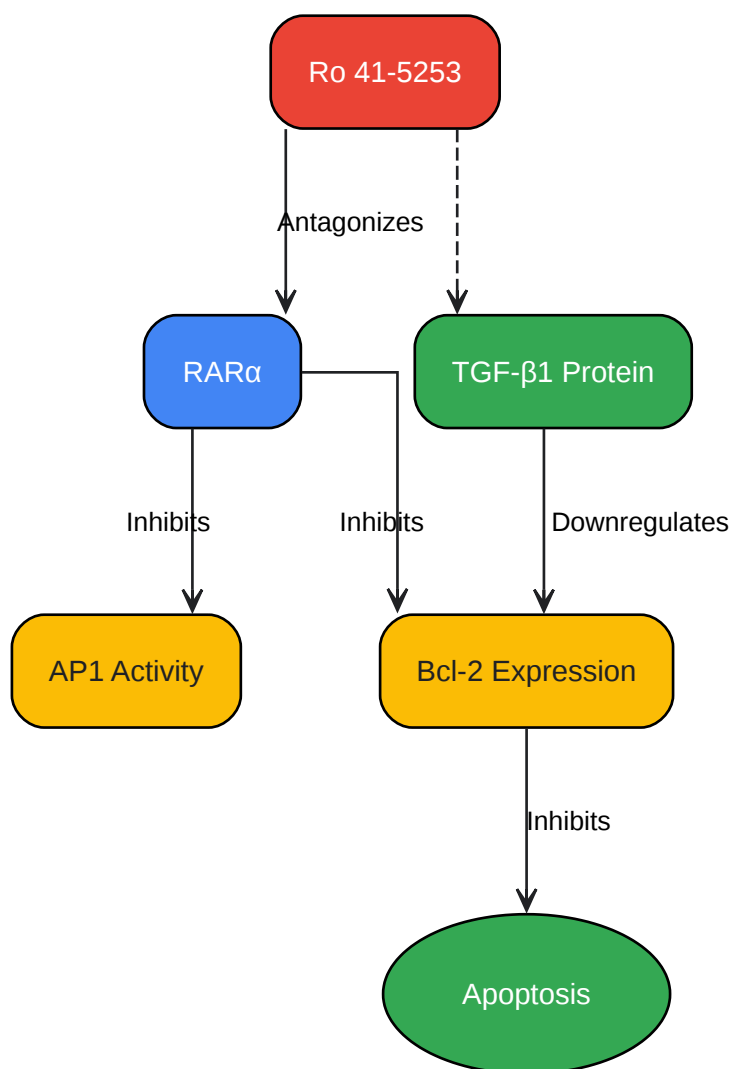 Ro 41-5253
Antagonizes
RARα
TGF-β1 Protein
Inhibits
Inhibits
Downregulates
AP1 Activity
Bcl-2 Expression
Inhibits
Apoptosis